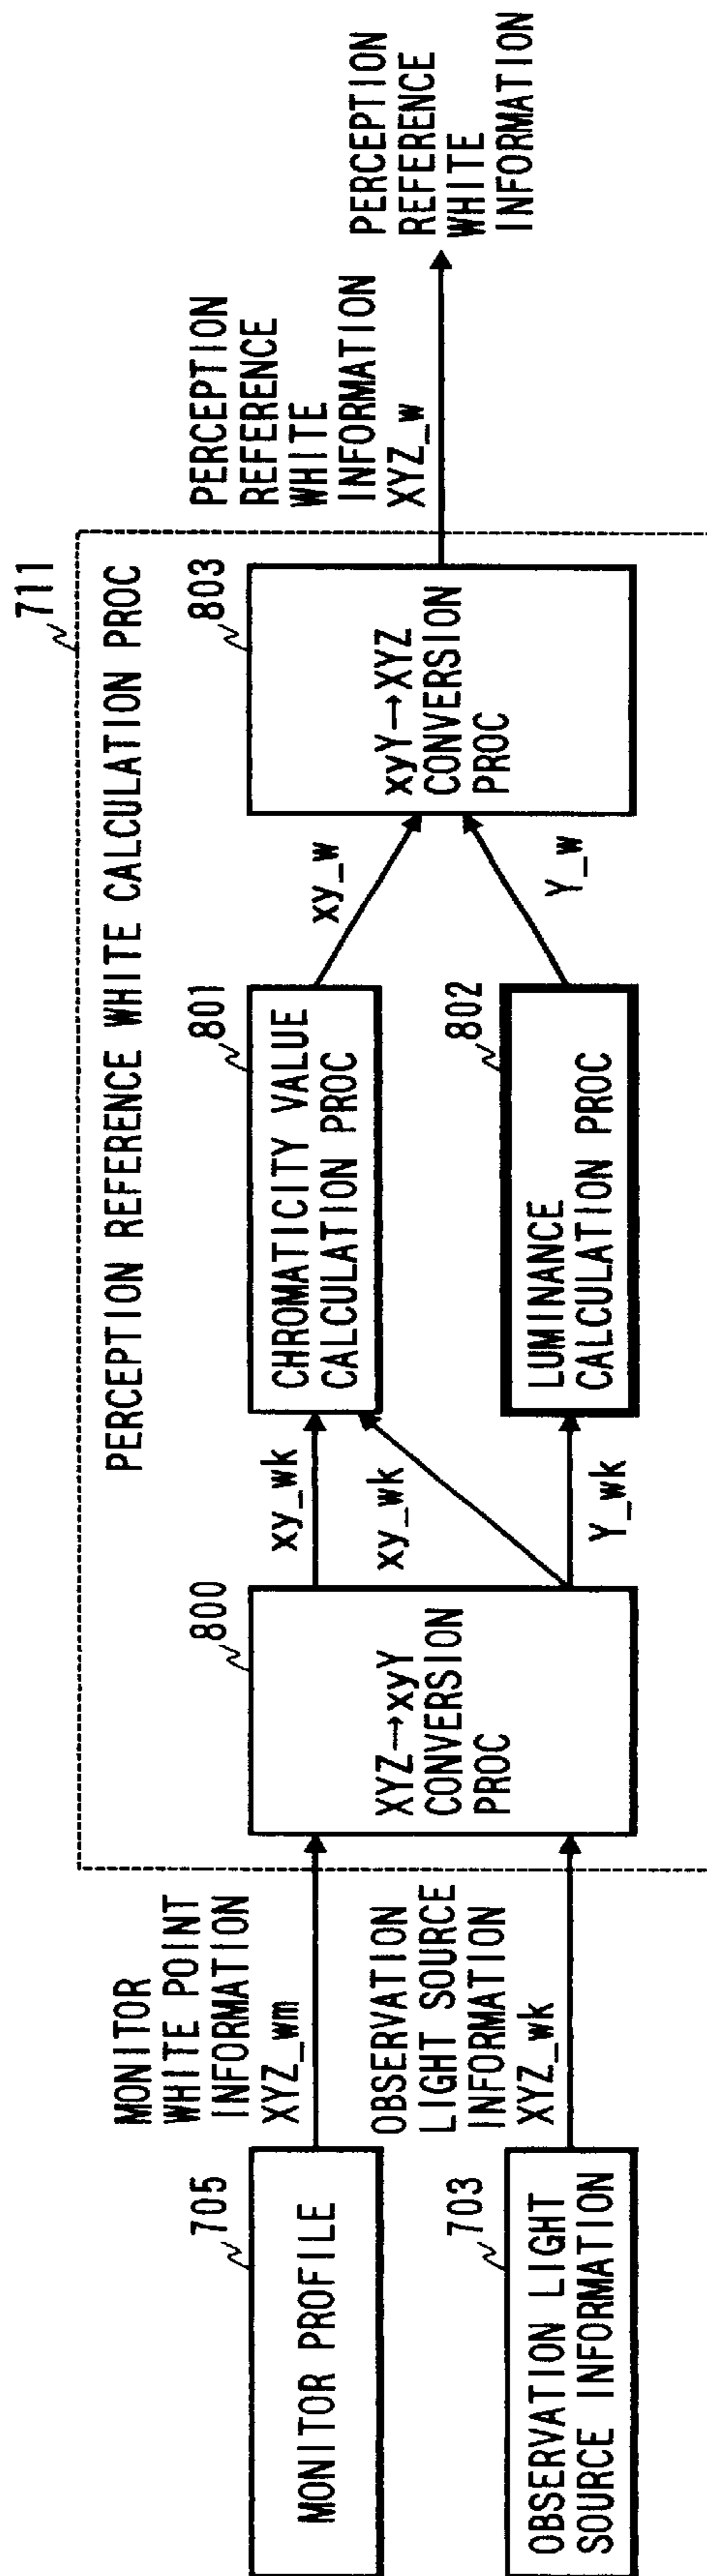 705
MONITOR PROFILE
703
OBSERVATION LIGHT
SOURCE INFORMATION
MONITOR
WHITE POINT
INFORMATION
XYZ_wm
OBSERVATION
LIGHT SOURCE
INFORMATION
XYZ_wk
711
PERCEPTION REFERENCE WHITE CALCULATION PROC
800
XYZ→xyY
CONVERSION
PROC
xy_wk
xy_wk
Y_wk
801
CHROMATICITY VALUE
CALCULATION PROC
802
LUMINANCE
CALCULATION PROC
xy_w
Y_w
803
xyY→XYZ
CONVERSION
PROC
PERCEPTION
REFERENCE
WHITE
INFORMATION
XYZ_w
PERCEPTION
REFERENCE
WHITE
INFORMATION